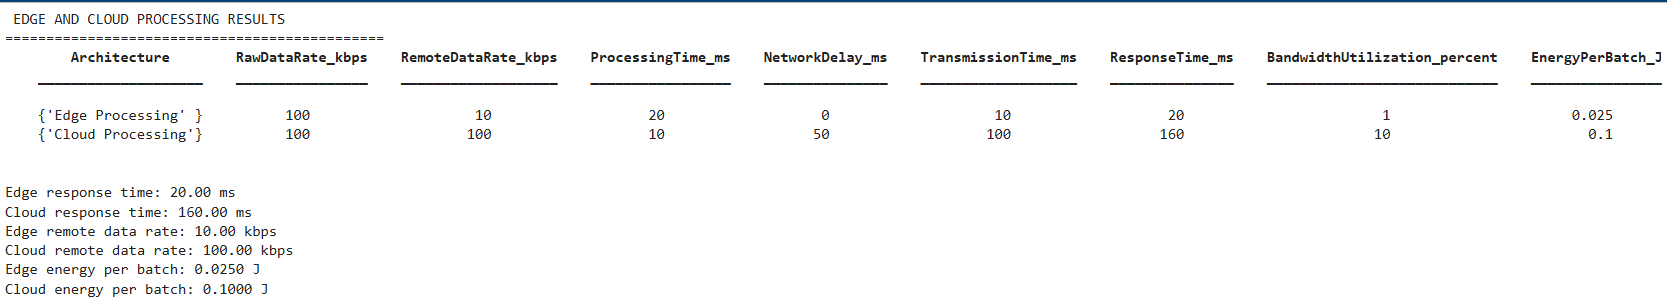 EDGE AND CLOUD PROCESSING RESULTS
==============================================
Architecture RawDataRate_kbps RemoteDataRate_kbps ProcessingTime_ms NetworkDelay_ms TransmissionTime_ms ResponseTime_ms BandwidthUtilization_percent EnergyPerBatch_J
{'Edge Processing' } 100 10 20 0 10 20 1 0.025
{'Cloud Processing'} 100 100 10 50 100 160 10 0.1
Edge response time: 20.00 ms
Cloud response time: 160.00 ms
Edge remote data rate: 10.00 kbps
Cloud remote data rate: 100.00 kbps
Edge energy per batch: 0.0250 J
Cloud energy per batch: 0.1000 J